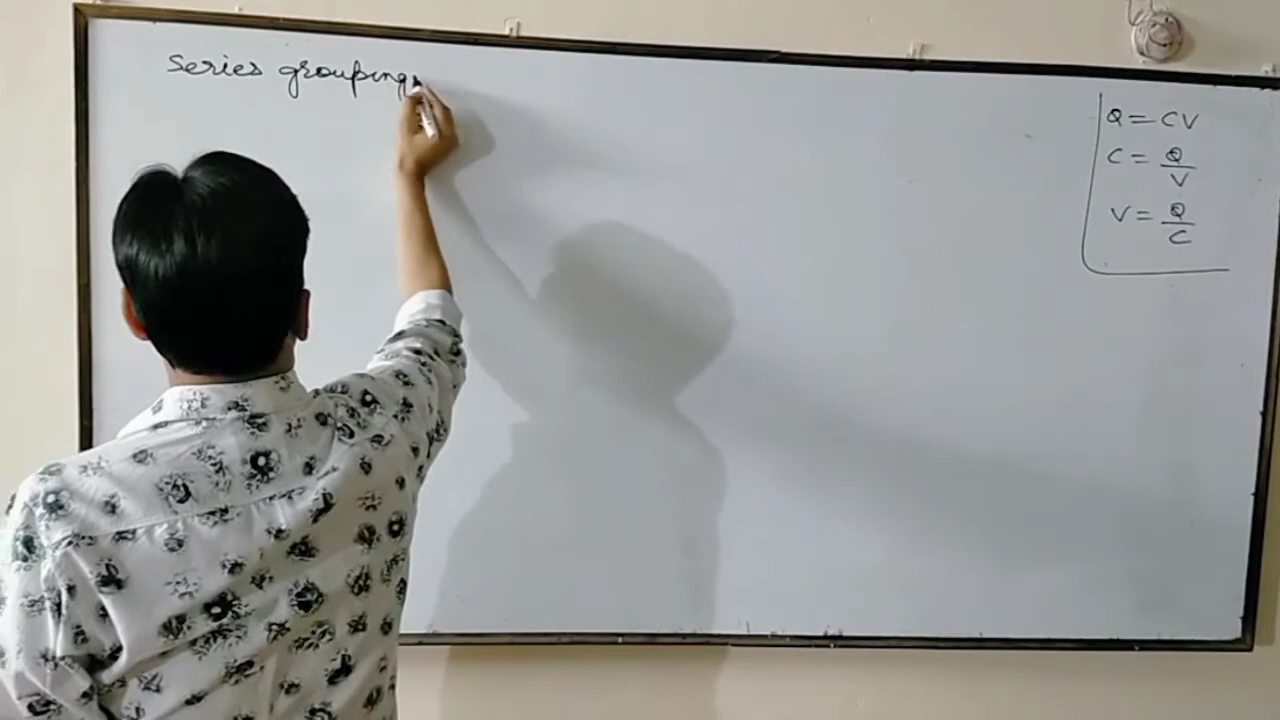 Series grouping
Q = CV
C = Q/V
V = Q/C